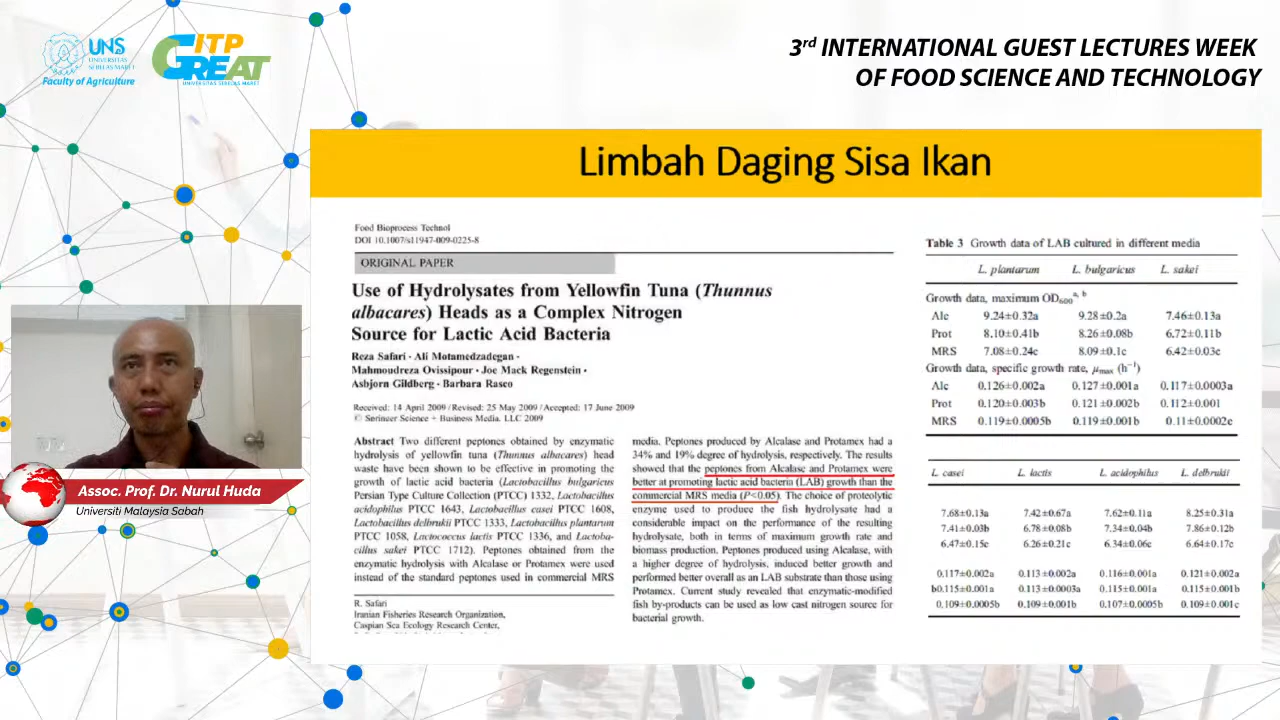 UNS
UNIVERSITAS
SEBELAS MARET
Faculty of Agriculture
ITP
GREAT
UNIVERSITAS SEBELAS MARET
3rd INTERNATIONAL GUEST LECTURES WEEK
OF FOOD SCIENCE AND TECHNOLOGY
Limbah Daging Sisa Ikan
Food Bioprocess Technol
DOI 10.1007/s11947-009-0225-8
ORIGINAL PAPER
Use of Hydrolysates from Yellowfin Tuna (Thunnus
albacares) Heads as a Complex Nitrogen
Source for Lactic Acid Bacteria
Reza Safari · Ali Motamedzadegan ·
Mahmoudreza Ovissipour · Joe Mack Regenstein ·
Asbjorn Gildberg · Barbara Rasco
Received: 14 April 2009 / Revised: 25 May 2009 / Accepted: 17 June 2009
© Springer Science + Business Media, LLC 2009
Abstract Two different peptones obtained by enzymatic
hydrolysis of yellowfin tuna (Thunnus albacares) head
waste have been shown to be effective in promoting the
growth of lactic acid bacteria (Lactobacillus bulgaricus
Persian Type Culture Collection (PTCC) 1332, Lactobacillus
acidophilus PTCC 1643, Lactobacillus casei PTCC 1608,
Lactobacillus delbrukii PTCC 1333, Lactobacillus plantarum
PTCC 1058, Lactococcus lactis PTCC 1336, and Lactoba-
cillus sakei PTCC 1712). Peptones obtained from the
enzymatic hydrolysis with Alcalase or Protamex were used
instead of the standard peptones used in commercial MRS
R. Safari
Iranian Fisheries Research Organization,
Caspian Sea Ecology Research Center,
media. Peptones produced by Alcalase and Protamex had a
34% and 19% degree of hydrolysis, respectively. The results
showed that the peptones from Alcalase and Protamex were
better at promoting lactic acid bacteria (LAB) growth than the
commercial MRS media (P<0.05). The choice of proteolytic
enzyme used to produce the fish hydrolysate had a
considerable impact on the performance of the resulting
hydrolysate, both in terms of maximum growth rate and
biomass production. Peptones produced using Alcalase, with
a higher degree of hydrolysis, induced better growth and
performed better overall as an LAB substrate than those using
Protamex. Current study revealed that enzymatic-modified
fish by-products can be used as low cost nitrogen source for
bacterial growth.
Table 3 Growth data of LAB cultured in different media
L. plantarum L. bulgaricus L. sakei
Growth data, maximum OD600 a, b
Alc 9.24±0.32a 9.28±0.2a 7.46±0.13a
Prot 8.10±0.41b 8.26±0.08b 6.72±0.11b
MRS 7.08±0.24c 8.09±0.1c 6.42±0.03c
Growth data, specific growth rate, μmax (h−1)
Alc 0.126±0.002a 0.127±0.001a 0.117±0.0003a
Prot 0.120±0.003b 0.121±0.002b 0.112±0.001
MRS 0.119±0.0005b 0.119±0.001b 0.11±0.0002c
L. casei L. lactis L. acidophilus L. delbrukii
7.68±0.13a 7.42±0.67a 7.62±0.11a 8.25±0.31a
7.41±0.03b 6.78±0.08b 7.34±0.04b 7.86±0.12b
6.47±0.15c 6.26±0.21c 6.34±0.06c 6.64±0.17c
0.117±0.002a 0.113±0.002a 0.116±0.001a 0.121±0.002a
b0.115±0.001a 0.113±0.0003a 0.115±0.001a 0.115±0.001b
0.109±0.0005b 0.109±0.001b 0.107±0.0005b 0.109±0.001c
Assoc. Prof. Dr. Nurul Huda
Universiti Malaysia Sabah